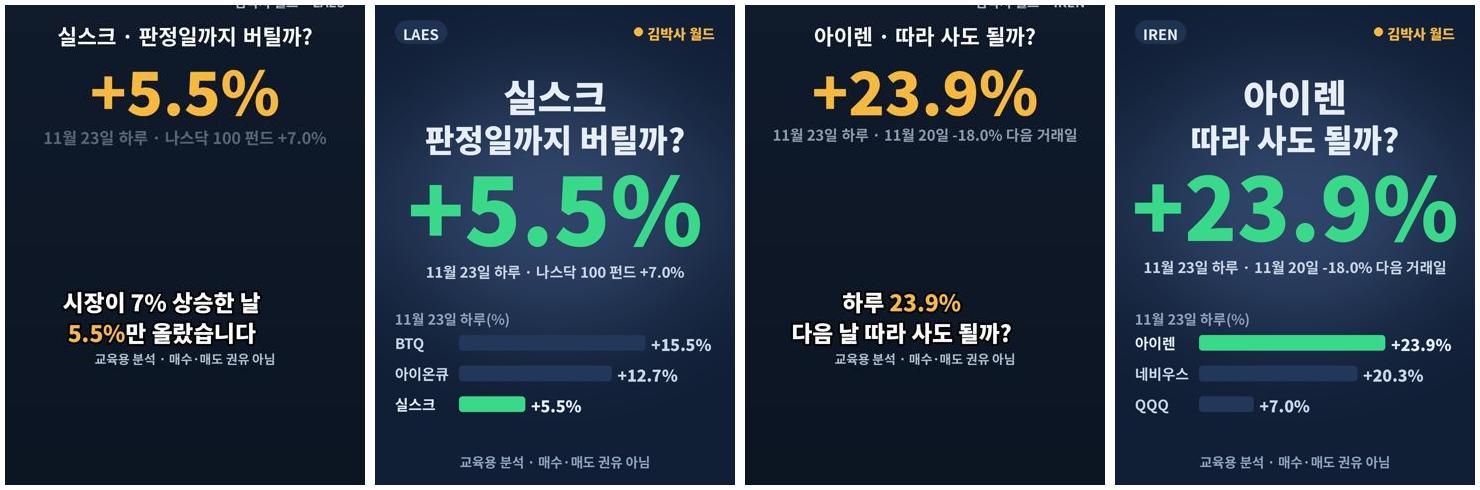 실스크 · 판정일까지 버틸까?
+5.5%
11월 23일 하루 · 나스닥 100 펀드 +7.0%
시장이 7% 상승한 날
5.5%만 올랐습니다
교육용 분석 · 매수·매도 권유 아님
LAES
김박사 월드
실스크
판정일까지 버틸까?
+5.5%
11월 23일 하루 · 나스닥 100 펀드 +7.0%
11월 23일 하루(%)
BTQ +15.5%
아이온큐 +12.7%
실스크 +5.5%
교육용 분석 · 매수·매도 권유 아님
아이렌 · 따라 사도 될까?
+23.9%
11월 23일 하루 · 11월 20일 -18.0% 다음 거래일
하루 23.9%
다음 날 따라 사도 될까?
교육용 분석 · 매수·매도 권유 아님
IREN
김박사 월드
아이렌
따라 사도 될까?
+23.9%
11월 23일 하루 · 11월 20일 -18.0% 다음 거래일
11월 23일 하루(%)
아이렌 +23.9%
네비우스 +20.3%
QQQ +7.0%
교육용 분석 · 매수·매도 권유 아님